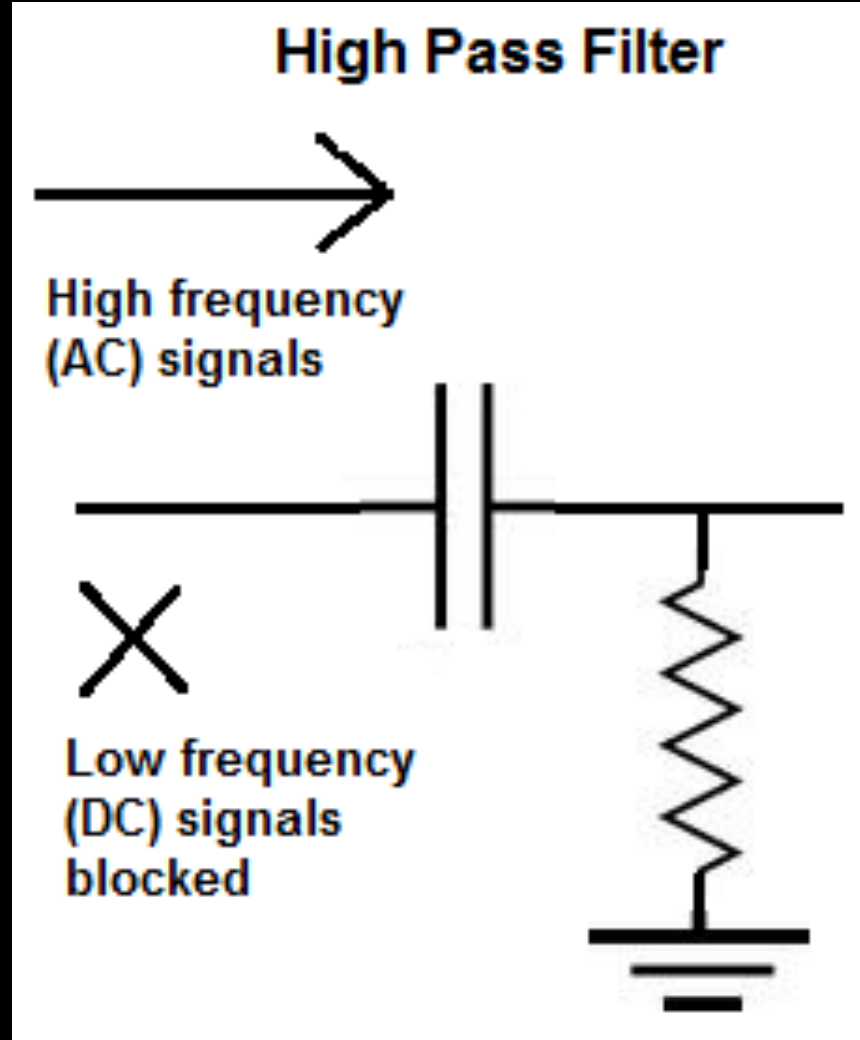 High Pass Filter
High frequency
(AC) signals
Low frequency
(DC) signals
blocked